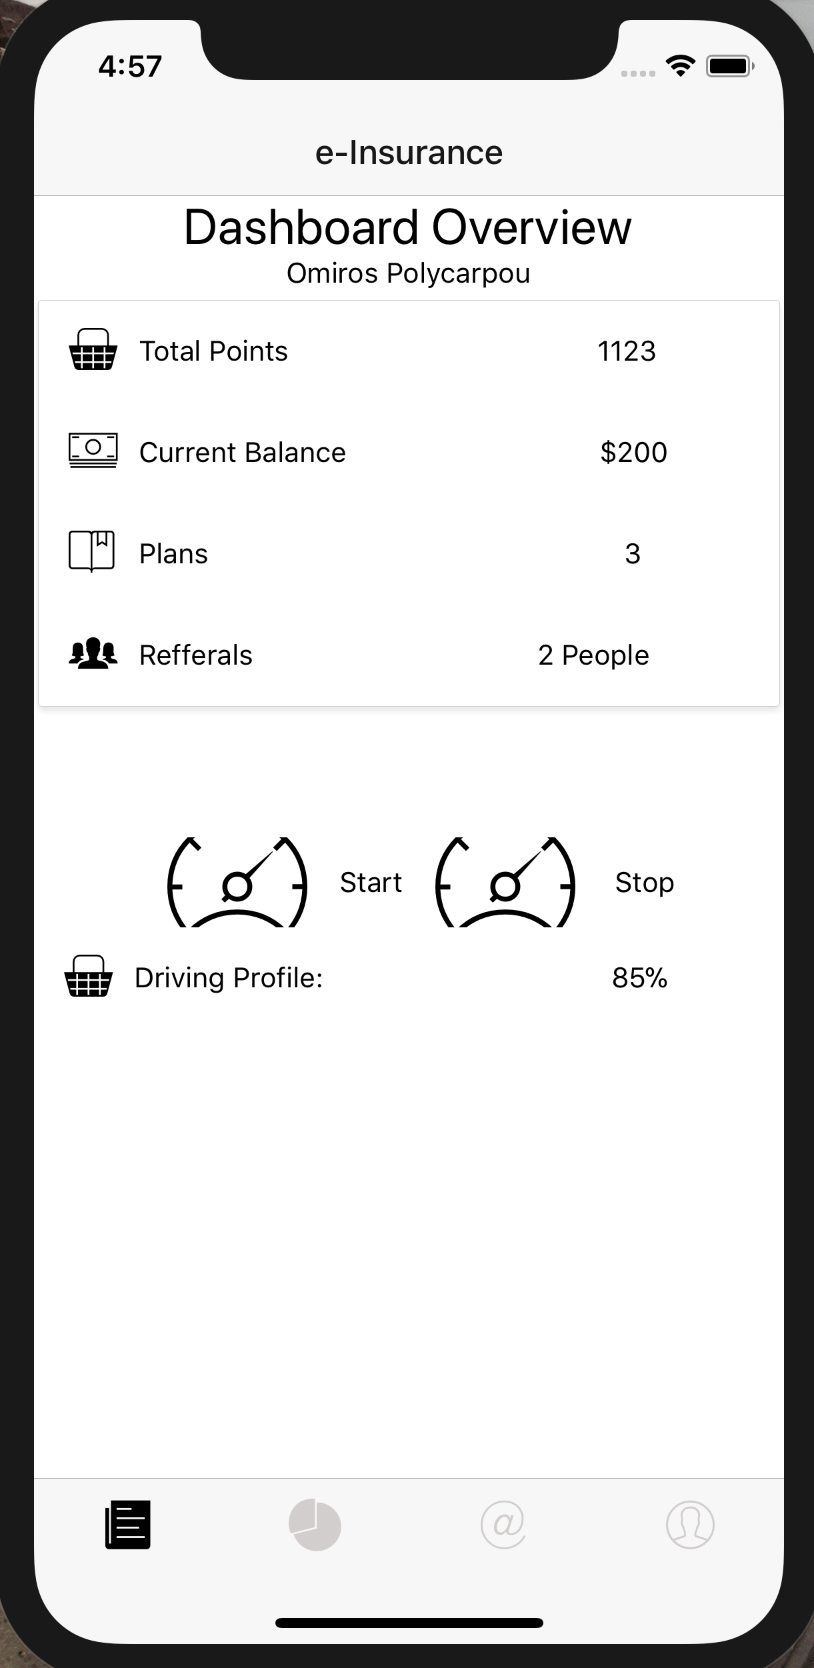 4:57
e-Insurance
Dashboard Overview
Omiros Polycarpou
Total Points 1123
Current Balance $200
Plans 3
Refferals 2 People
Start Stop
Driving Profile: 85%
@